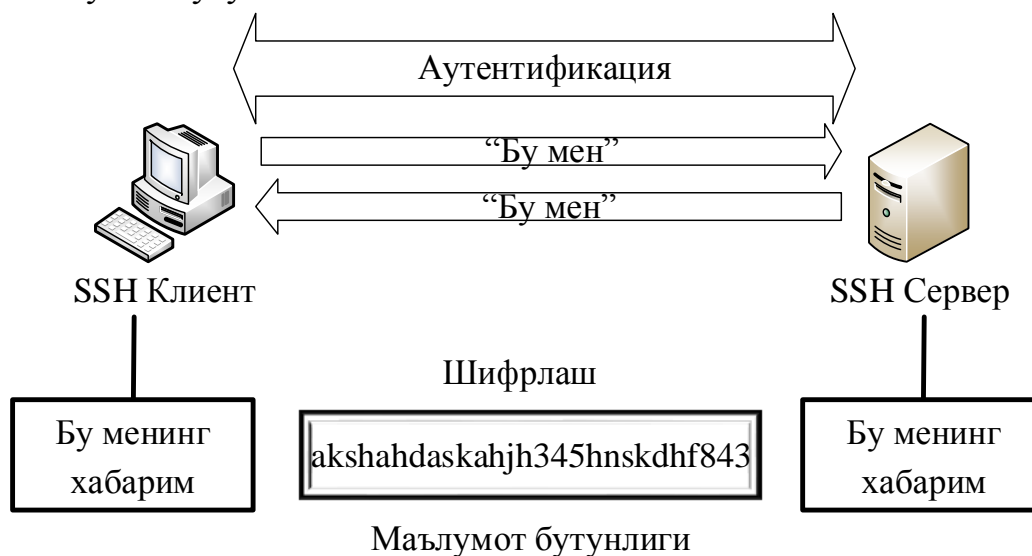 Аутентификация
“Бу мен”
“Бу мен”
SSH Клиент
SSH Сервер
Шифрлаш
Бу менинг
хабарим
akshahdaskahjh345hnskdhf843
Бу менинг
хабарим
Маълумот бутунлиги